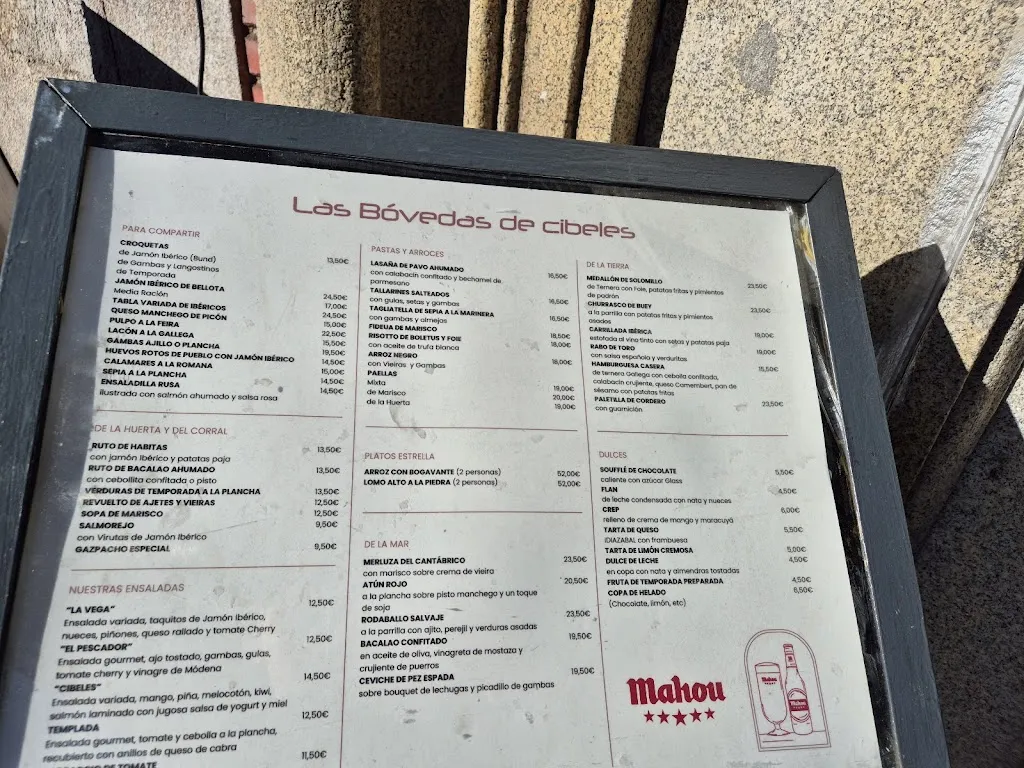 Las Bóvedas de cibeles
PARA COMPARTIR
CROQUETAS
de Jamón Ibérico (8und) 13,50€
de Gambas y Langostinos
de Temporada
JAMÓN IBÉRICO DE BELLOTA 24,50€
Media Ración 17,00€
TABLA VARIADA DE IBÉRICOS 24,50€
QUESO MANCHEGO DE PICÓN 15,00€
PULPO A LA FEIRA 22,50€
LACÓN A LA GALLEGA 15,50€
GAMBAS AJILLO O PLANCHA 19,50€
HUEVOS ROTOS DE PUEBLO CON JAMÓN IBÉRICO 14,50€
CALAMARES A LA ROMANA 15,00€
SEPIA A LA PLANCHA 14,50€
ENSALADILLA RUSA 14,50€
ilustrada con salmón ahumado y salsa rosa
DE LA HUERTA Y DEL CORRAL
RUTO DE HABITAS 13,50€
con jamón Ibérico y patatas paja
RUTO DE BACALAO AHUMADO 13,50€
con cebollita confitada o pisto
VERDURAS DE TEMPORADA A LA PLANCHA 13,50€
REVUELTO DE AJETES Y VIEIRAS 12,50€
SOPA DE MARISCO 12,50€
SALMOREJO 9,50€
con Virutas de Jamón Ibérico
GAZPACHO ESPECIAL 9,50€
NUESTRAS ENSALADAS
"LA VEGA" 12,50€
Ensalada variada, taquitos de Jamón Ibérico,
nueces, piñones, queso rallado y tomate Cherry
"EL PESCADOR" 12,50€
Ensalada gourmet, ajo tostado, gambas, gulas,
tomate cherry y vinagre de Módena
"CIBELES" 14,50€
Ensalada variada, mango, piña, melocotón, kiwi,
salmón laminado con jugosa salsa de yogurt y miel
TEMPLADA 12,50€
Ensalada gourmet, tomate y cebolla a la plancha,
recubierto con anillos de queso de cabra
DE TOMATE 11,50€
PASTAS Y ARROCES
LASAÑA DE PAVO AHUMADO 16,50€
con calabacín confitado y bechamel de
parmesano
TALLARINES SALTEADOS 16,50€
con gulas, setas y gambas
TAGLIATELLA DE SEPIA A LA MARINERA 16,50€
con gambas y almejas
FIDEUA DE MARISCO 18,50€
RISOTTO DE BOLETUS Y FOIE 18,00€
con aceite de trufa blanca
ARROZ NEGRO 18,00€
con Vieiras y Gambas
PAELLAS
Mixta 19,00€
de Marisco 20,00€
de la Huerta 19,00€
PLATOS ESTRELLA
ARROZ CON BOGAVANTE (2 personas) 52,00€
LOMO ALTO A LA PIEDRA (2 personas) 52,00€
DE LA MAR
MERLUZA DEL CANTÁBRICO 23,50€
con marisco sobre crema de vieira
ATÚN ROJO 20,50€
a la plancha sobre pisto manchego y un toque
de soja
RODABALLO SALVAJE 23,50€
a la parrilla con ajito, perejil y verduras asadas
BACALAO CONFITADO 19,50€
en aceite de oliva, vinagreta de mostaza y
crujiente de puerros
CEVICHE DE PEZ ESPADA 19,50€
sobre bouquet de lechugas y picadillo de gambas
DE LA TIERRA
MEDALLÓN DE SOLOMILLO 23,50€
de Ternera con Foie, patatas fritas y pimientos
de padrón
CHURRASCO DE BUEY 23,50€
a la parrilla con patatas fritas y pimientos
asados
CARRILLADA IBÉRICA 19,00€
estofada al vino tinto con setas y patatas paja
RABO DE TORO 19,00€
con salsa española y verduritas
HAMBURGUESA CASERA 15,50€
de ternera Gallega con cebolla confitada,
calabacin crujiente, queso Camembert, pan de
sésamo con patatas fritas
PALETILLA DE CORDERO 23,50€
con guarnición
DULCES
SOUFFLÉ DE CHOCOLATE 5,50€
caliente con azúcar Glass
FLAN 4,50€
de leche condensada con nata y nueces
CREP 6,00€
relleno de crema de mango y maracuyá
TARTA DE QUESO 5,50€
IDIAZABAL con frambuesa
TARTA DE LIMÓN CREMOSA 5,00€
DULCE DE LECHE 4,50€
en copa con nata y almendras tostadas
FRUTA DE TEMPORADA PREPARADA 4,50€
COPA DE HELADO 6,50€
(Chocolate, limón, etc)
Mahou
Mahou
Mahou